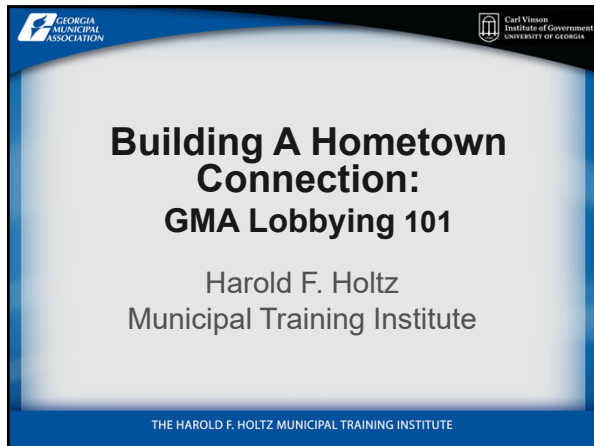 GEORGIA
MUNICIPAL
ASSOCIATION
Carl Vinson
Institute of Government
UNIVERSITY OF GEORGIA
Building A Hometown
Connection:
GMA Lobbying 101
Harold F. Holtz
Municipal Training Institute
THE HAROLD F. HOLTZ MUNICIPAL TRAINING INSTITUTE